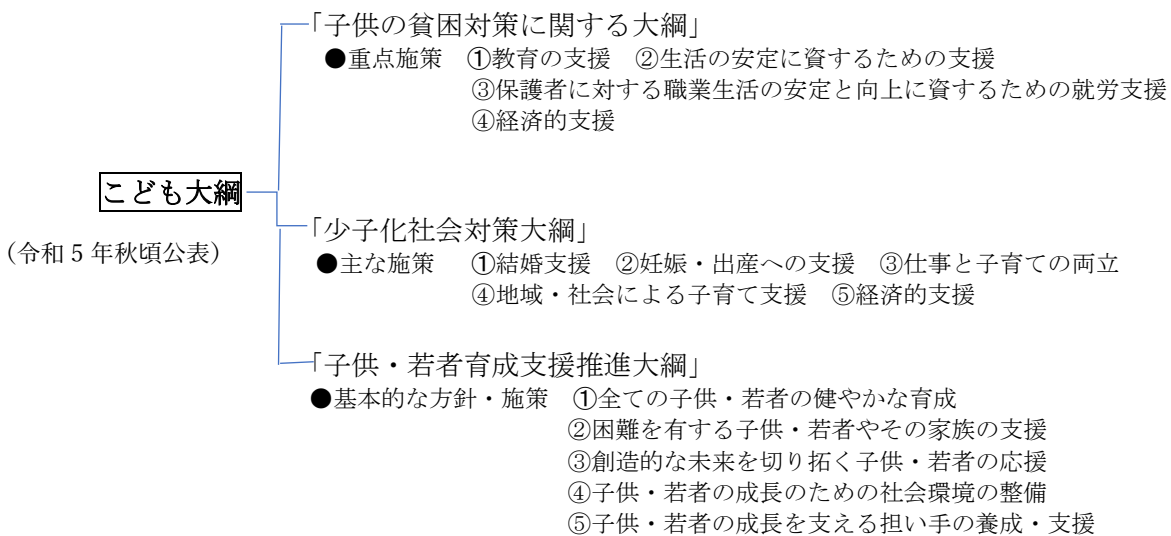 「子供の貧困対策に関する大綱」
●重点施策　①教育の支援　②生活の安定に資するための支援
③保護者に対する職業生活の安定と向上に資するための就労支援
④経済的支援
こども大綱
（令和5年秋頃公表）
「少子化社会対策大綱」
●主な施策　①結婚支援　②妊娠・出産への支援　③仕事と子育ての両立
④地域・社会による子育て支援　⑤経済的支援
「子供・若者育成支援推進大綱」
●基本的な方針・施策　①全ての子供・若者の健やかな育成
②困難を有する子供・若者やその家族の支援
③創造的な未来を切り拓く子供・若者の応援
④子供・若者の成長のための社会環境の整備
⑤子供・若者の成長を支える担い手の養成・支援